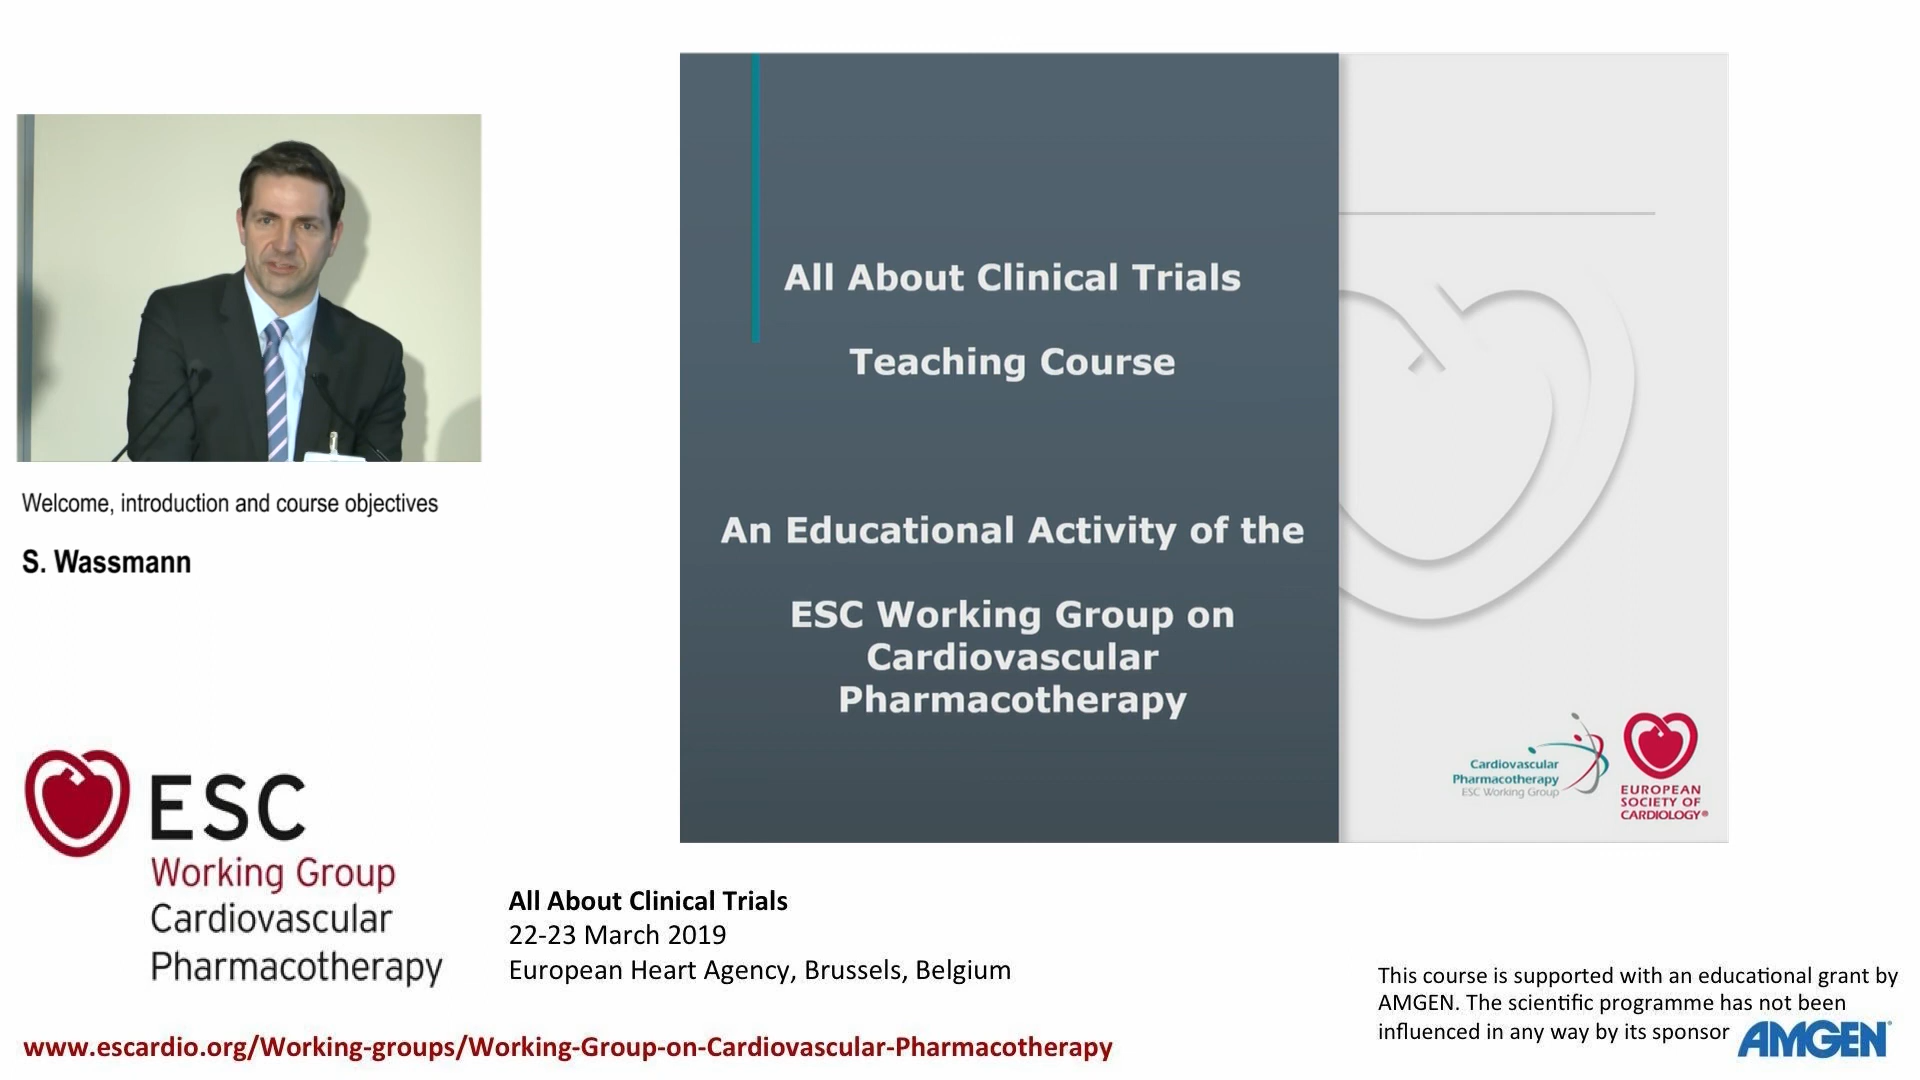 All About Clinical Trials
Teaching Course
An Educational Activity of the
ESC Working Group on
Cardiovascular
Pharmacotherapy
Cardiovascular
Pharmacotherapy
ESC Working Group
EUROPEAN
SOCIETY OF
CARDIOLOGY®
Welcome, introduction and course objectives
S. Wassmann
ESC
Working Group
Cardiovascular
Pharmacotherapy
All About Clinical Trials
22-23 March 2019
European Heart Agency, Brussels, Belgium
This course is supported with an educational grant by
AMGEN. The scientific programme has not been
influenced in any way by its sponsor
AMGEN®
www.escardio.org/Working-groups/Working-Group-on-Cardiovascular-Pharmacotherapy